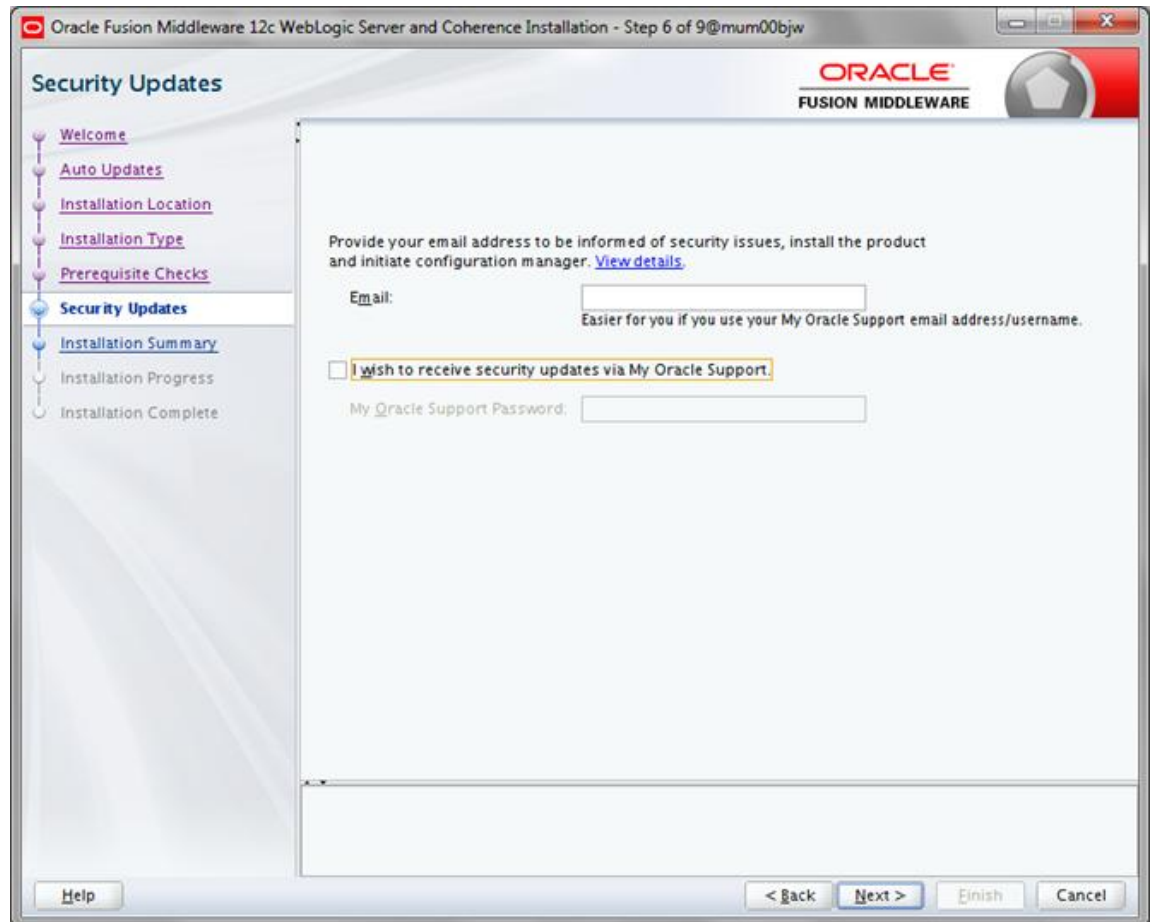 Oracle Fusion Middleware 12c WebLogic Server and Coherence Installation - Step 6 of 9@mum00bjw
Security Updates
ORACLE
FUSION MIDDLEWARE
Welcome
Auto Updates
Installation Location
Installation Type
Prerequisite Checks
Security Updates
Installation Summary
Installation Progress
Installation Complete
Provide your email address to be informed of security issues, install the product
and initiate configuration manager. View details.
Email:
Easier for you if you use your My Oracle Support email address/username.
I wish to receive security updates via My Oracle Support.
My Oracle Support Password:
Help
< Back
Next >
Finish
Cancel